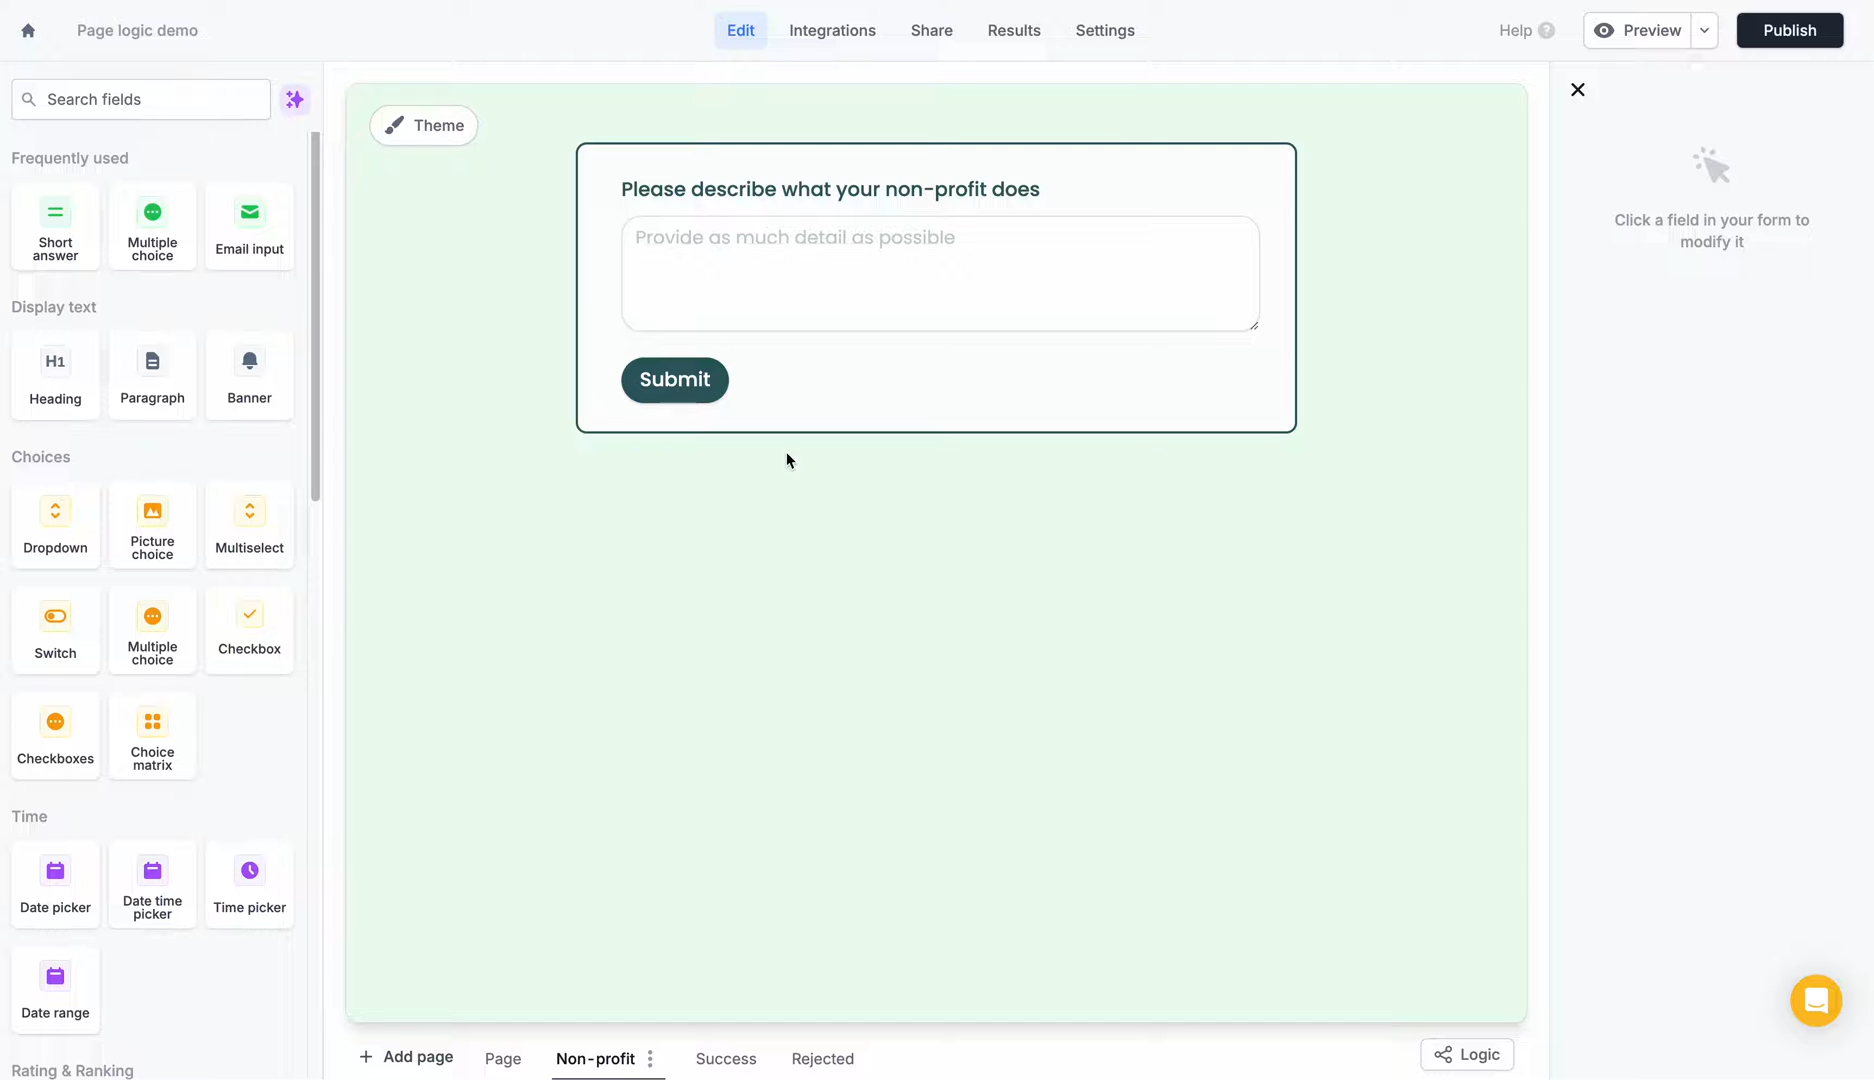 Page logic demo
Edit
Integrations
Share
Results
Settings
Help ?
Preview
Publish
Search fields
Theme
Frequently used
Short
answer
Multiple
choice
Email input
Display text
H1
Heading
Paragraph
Banner
Choices
Dropdown
Picture
choice
Multiselect
Switch
Multiple
choice
Checkbox
Checkboxes
Choice
matrix
Time
Date picker
Date time
picker
Time picker
Date range
Rating & Ranking
Please describe what your non-profit does
Provide as much detail as possible
Submit
Click a field in your form to
modify it
+ Add page
Page
Non-profit
Success
Rejected
Logic